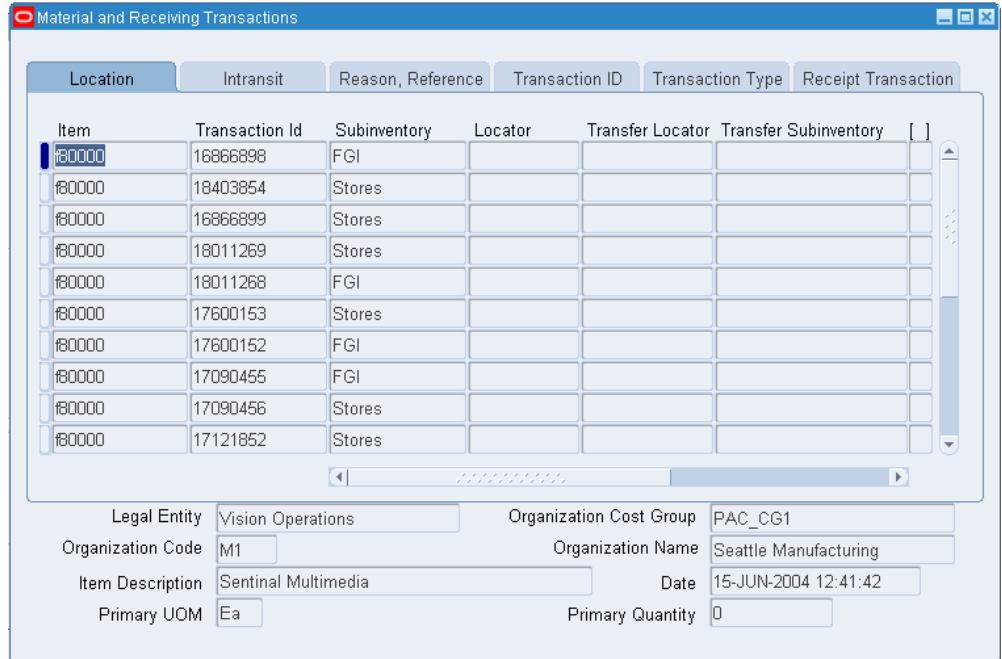 Material and Receiving Transactions
Location Intransit Reason, Reference Transaction ID Transaction Type Receipt Transaction
Item Transaction Id Subinventory Locator Transfer Locator Transfer Subinventory [ ]
f80000 16866898 FGI
f80000 18403854 Stores
f80000 16866899 Stores
f80000 18011269 Stores
f80000 18011268 FGI
f80000 17600153 Stores
f80000 17600152 FGI
f80000 17090455 FGI
f80000 17090456 Stores
f80000 17121852 Stores
Legal Entity Vision Operations Organization Cost Group PAC_CG1
Organization Code M1 Organization Name Seattle Manufacturing
Item Description Sentinal Multimedia Date 15-JUN-2004 12:41:42
Primary UOM Ea Primary Quantity 0